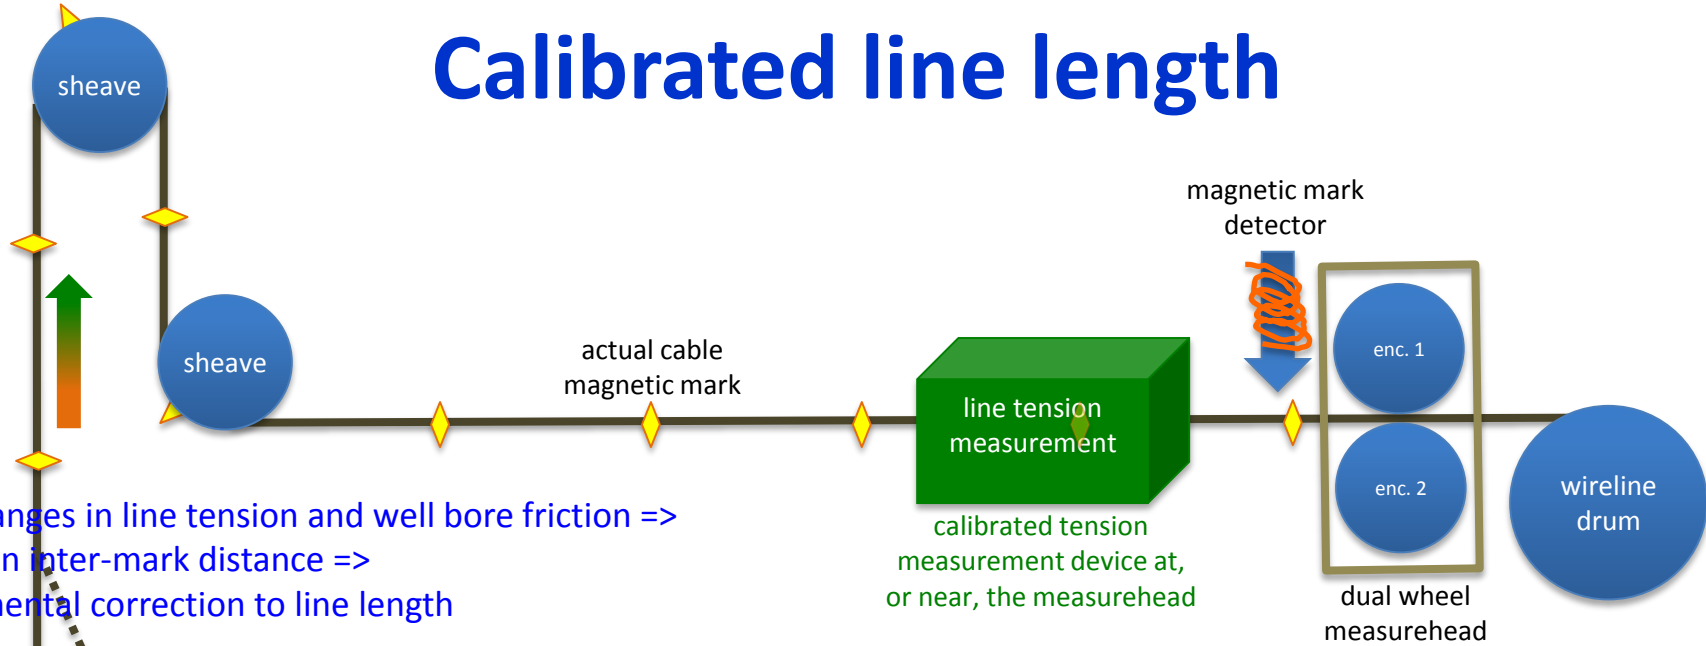 Calibrated line length
sheave
magnetic mark
detector
sheave
actual cable
magnetic mark
enc. 1
line tension
measurement
enc. 2
wireline
drum
anges in line tension and well bore friction =>
n inter-mark distance =>
mental correction to line length
calibrated tension
measurement device at,
or near, the measurehead
dual wheel
measurehead